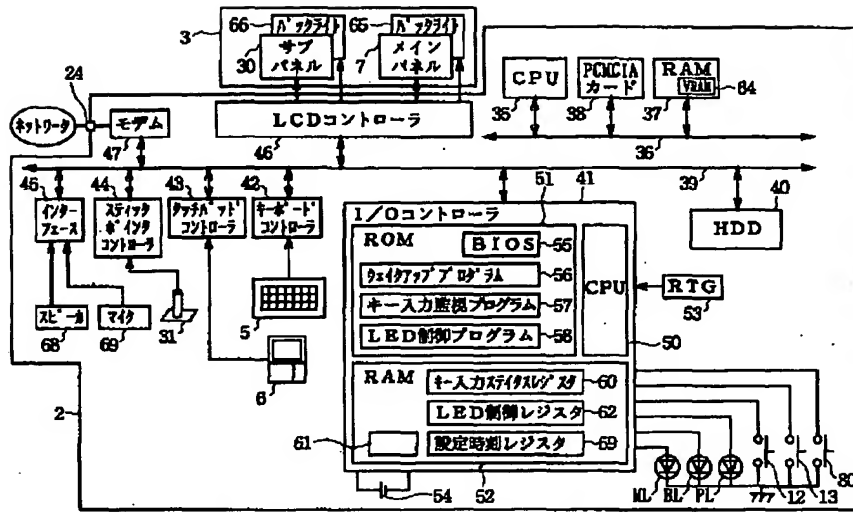 66
バックライト
65
バックライト
3
30
サブ
パネル
7
メイン
パネル
CPU
35
PCMCIA
カード
38
RAM
VRAM
37
64
24
ネットワータ
モデム
47
LCDコントローラ
46
36
39
45
インター
フェース
44
スティック
ポインタ
コントローラ
43
タッチパッド
コントローラ
42
キーボード
コントローラ
51
41
40
HDD
I/Oコントローラ
ROM
BIOS
55
ウェイクアッププログラム
56
キー入力監視プログラム
57
LED制御プログラム
58
CPU
50
RTG
53
スピーカ
68
マイク
69
31
5
6
RAM
キー入力ステイタスレジスタ
60
LED制御レジスタ
62
61
設定時刻レジスタ
59
2
54
52
ML
BL
PL
12
13
80